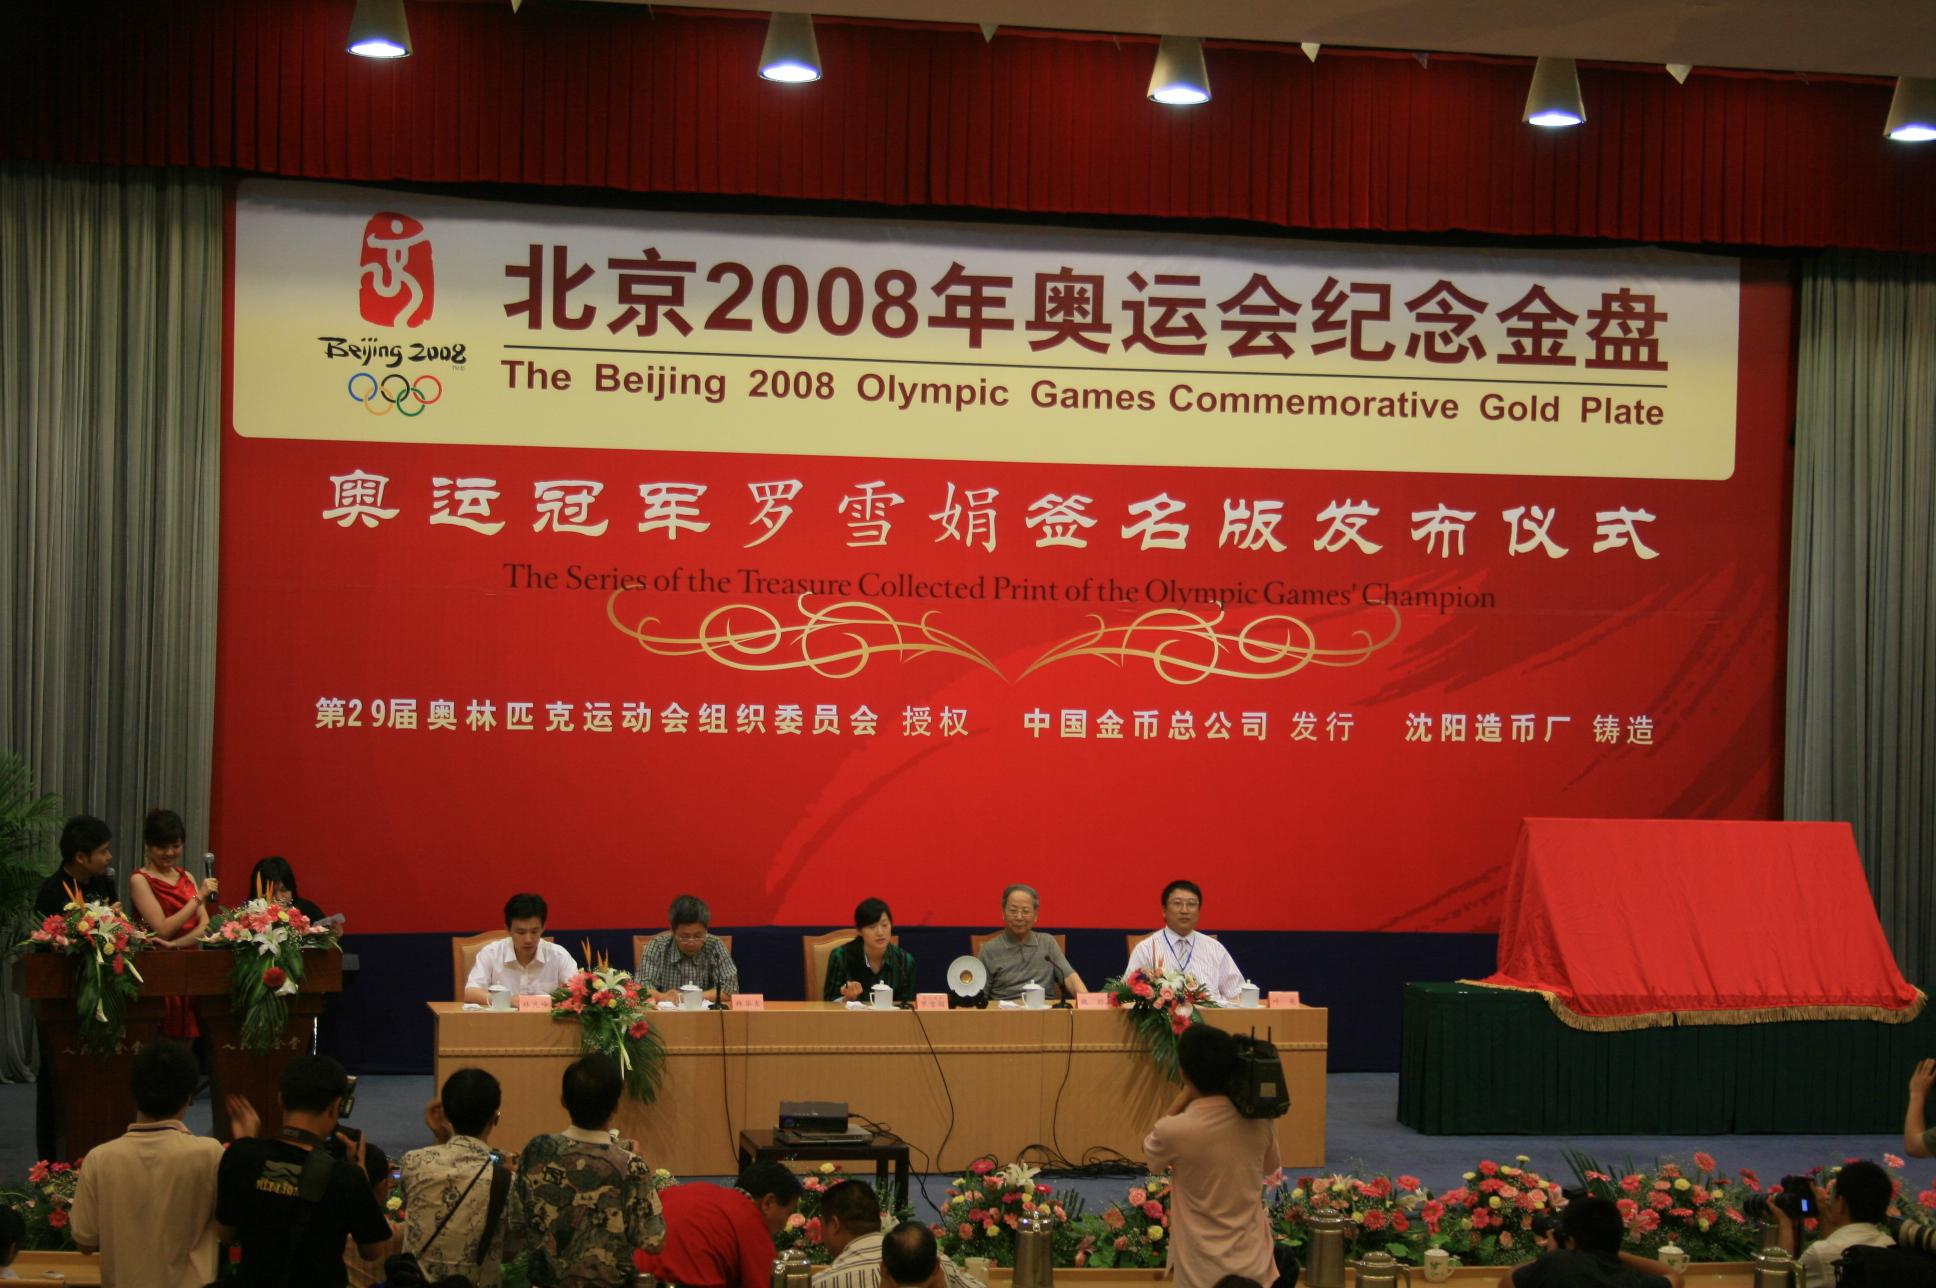 北京2008年奥运会纪念金盘
Beijing 2008
The Beijing 2008 Olympic Games Commemorative Gold Plate
奥运冠军罗雪娟签名版发布仪式
The Series of the Treasure Collected Print of the Olympic Games' Champion
第29届奥林匹克运动会组织委员会 授权 中国金币总公司 发行 沈阳造币厂 铸造